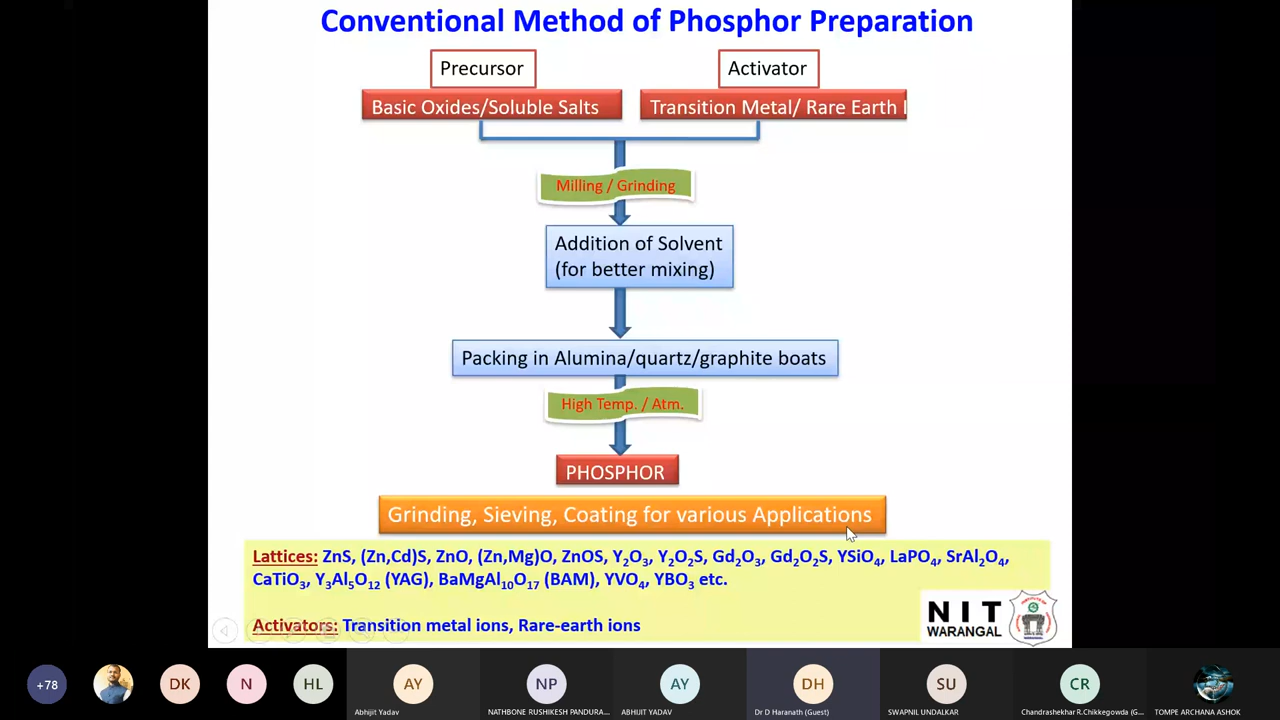 Conventional Method of Phosphor Preparation
Precursor
Activator
Basic Oxides/Soluble Salts
Transition Metal/ Rare Earth I
Milling / Grinding
Addition of Solvent
(for better mixing)
Packing in Alumina/quartz/graphite boats
High Temp. / Atm.
PHOSPHOR
Grinding, Sieving, Coating for various Applications
Lattices: ZnS, (Zn,Cd)S, ZnO, (Zn,Mg)O, ZnOS, Y₂O₃, Y₂O₂S, Gd₂O₃, Gd₂O₂S, YSiO₄, LaPO₄, SrAl₂O₄,
CaTiO₃, Y₃Al₅O₁₂ (YAG), BaMgAl₁₀O₁₇ (BAM), YVO₄, YBO₃ etc.
Activators: Transition metal ions, Rare-earth ions
NIT
WARANGAL
+78
DK
N
HL
AY
NP
AY
DH
SU
CR
Abhijit Yadav
NATHBONE RUSHIKESH PANDURA...
ABHIJIT YADAV
Dr D Haranath (Guest)
SWAPNIL UNDALKAR
Chandrashekhar R.Chikkegowda (G...
TOMPE ARCHANA ASHOK